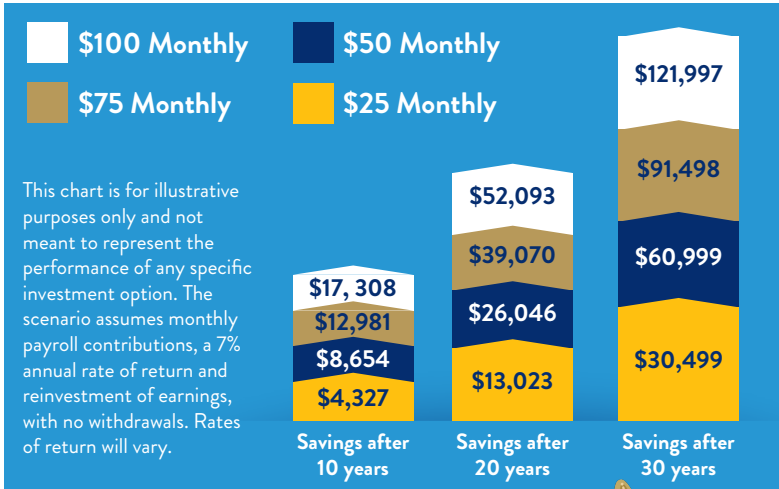 $100 Monthly
$50 Monthly
$75 Monthly
$25 Monthly
This chart is for illustrative
purposes only and not
meant to represent the
performance of any specific
investment option. The
scenario assumes monthly
payroll contributions, a 7%
annual rate of return and
reinvestment of earnings,
with no withdrawals. Rates
of return will vary.
$17, 308
$12,981
$8,654
$4,327
Savings after
10 years
$52,093
$39,070
$26,046
$13,023
Savings after
20 years
$121,997
$91,498
$60,999
$30,499
Savings after
30 years